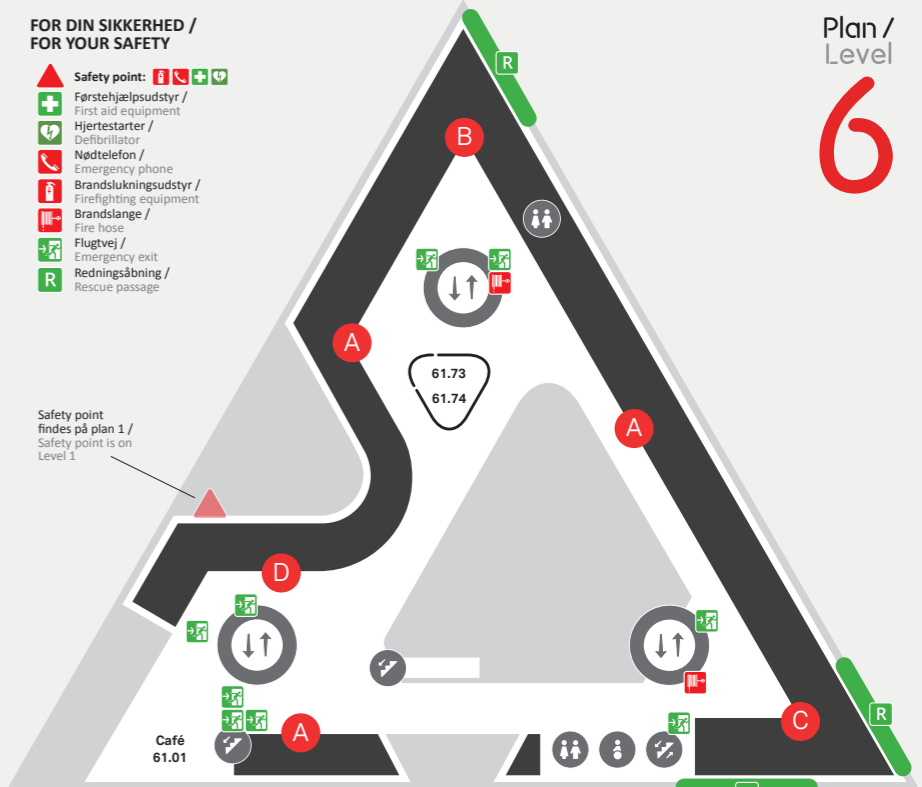 FOR DIN SIKKERHED /
FOR YOUR SAFETY
Safety point:
Førstehjælpsudstyr /
First aid equipment
Hjertestarter /
Defibrillator
Nødtelefon /
Emergency phone
Brandslukningsudstyr /
Firefighting equipment
Brandslange /
Fire hose
Flugtvej /
Emergency exit
R
Redningsåbning /
Rescue passage
Plan /
Level
6
R
B
A
61.73
61.74
A
Safety point
findes på plan 1 /
Safety point is on
Level 1
D
C
R
A
Café
61.01